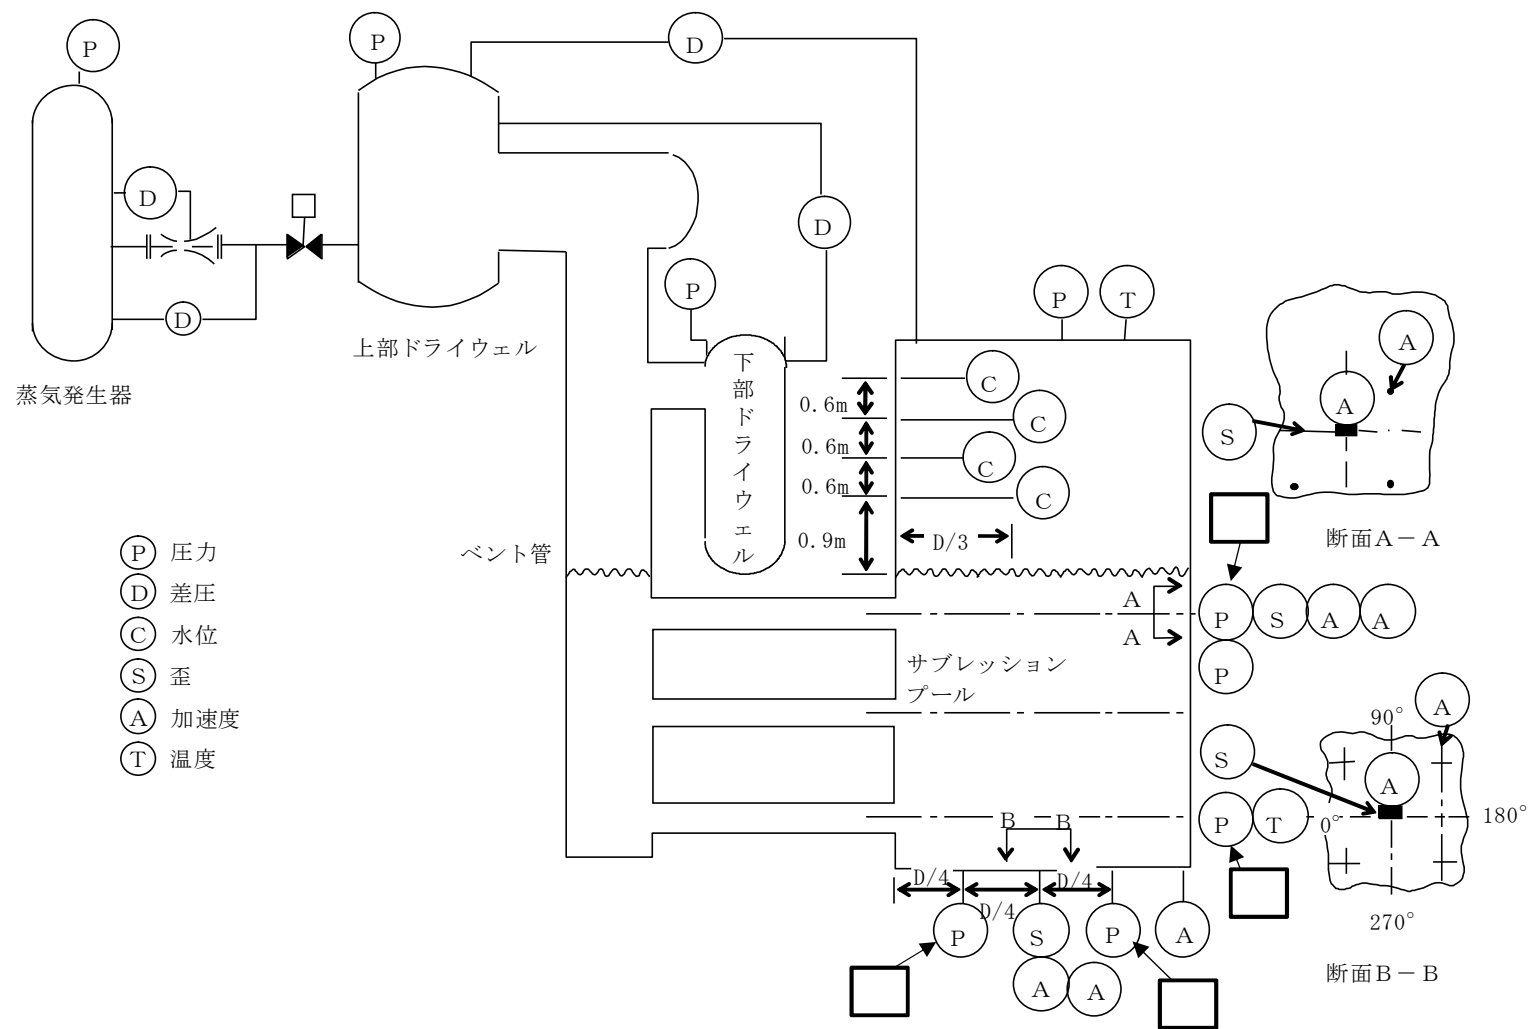 P
P
D
D
D
D
P
上部ドライウェル
蒸気発生器
下部ドライウェル
P
T
C
C
C
C
0.6m
0.6m
0.6m
0.9m
D/3
A
A
S
断面A-A
P 圧力
D 差圧
C 水位
S 歪
A 加速度
T 温度
ベント管
A
A
P
S
A
A
P
サブレッション
プール
S
P
T
A
90°
A
0°
180°
270°
断面B-B
B
B
D/4
D/4
D/4
P
S
P
A
A
A